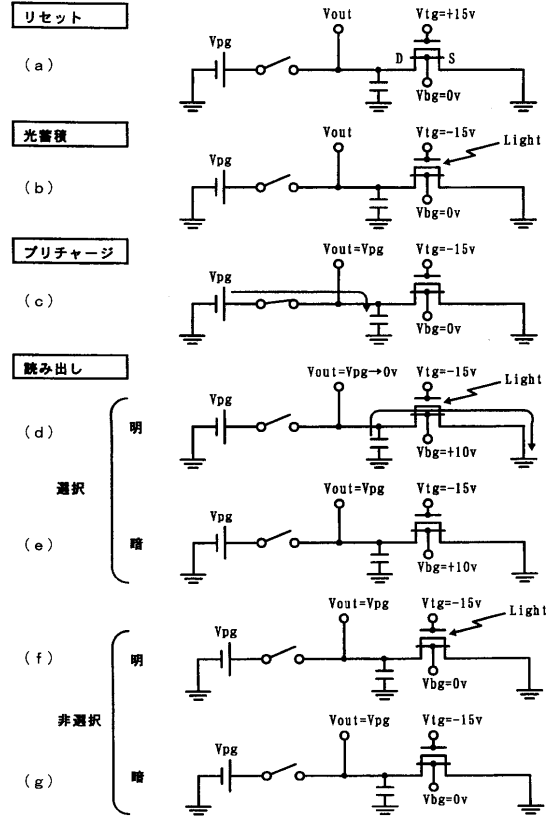 リセット
(a)
Vpg
Vout
Vtg=+15v
D
S
Vbg=0v
光蓄積
(b)
Vpg
Vout
Vtg=-15v
Light
Vbg=0v
プリチャージ
(c)
Vpg
Vout=Vpg
Vtg=-15v
Vbg=0v
読み出し
選択
(d)
明
Vpg
Vout=Vpg→0v
Vtg=-15v
Light
Vbg=+10v
(e)
暗
Vpg
Vout=Vpg
Vtg=-15v
Vbg=+10v
非選択
(f)
明
Vpg
Vout=Vpg
Vtg=-15v
Light
Vbg=0v
(g)
暗
Vpg
Vout=Vpg
Vtg=-15v
Vbg=0v